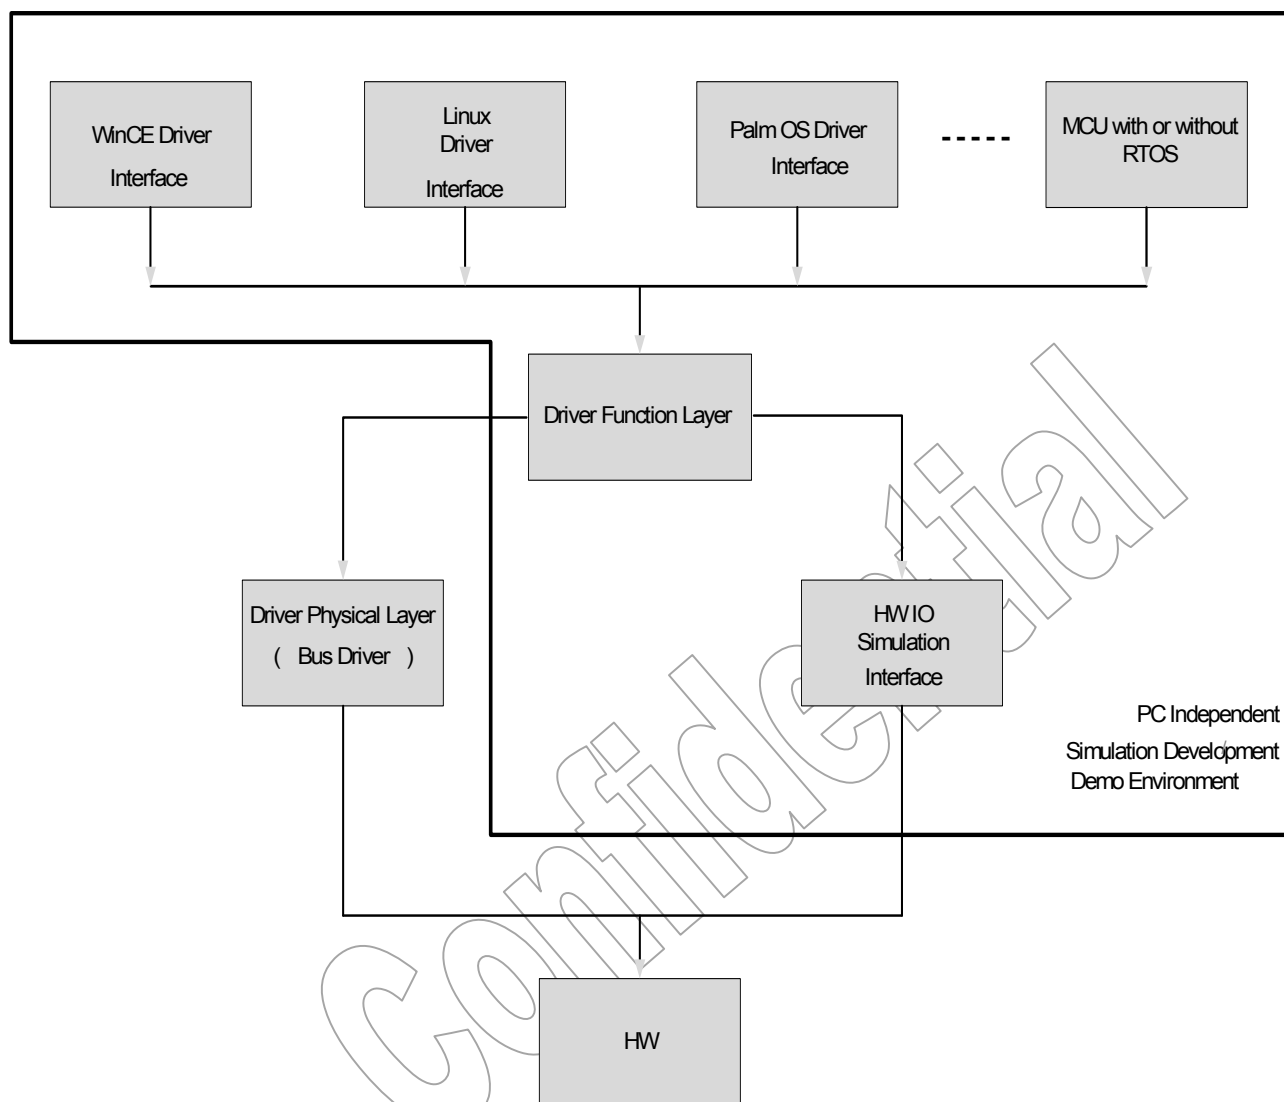 WinCE Driver
Interface
Linux
Driver
Interface
Palm OS Driver
Interface
MCU with or without
RTOS
Driver Function Layer
Driver Physical Layer
( Bus Driver )
HW IO
Simulation
Interface
PC Independent
Simulation Development
Demo Environment
HW
Confidential